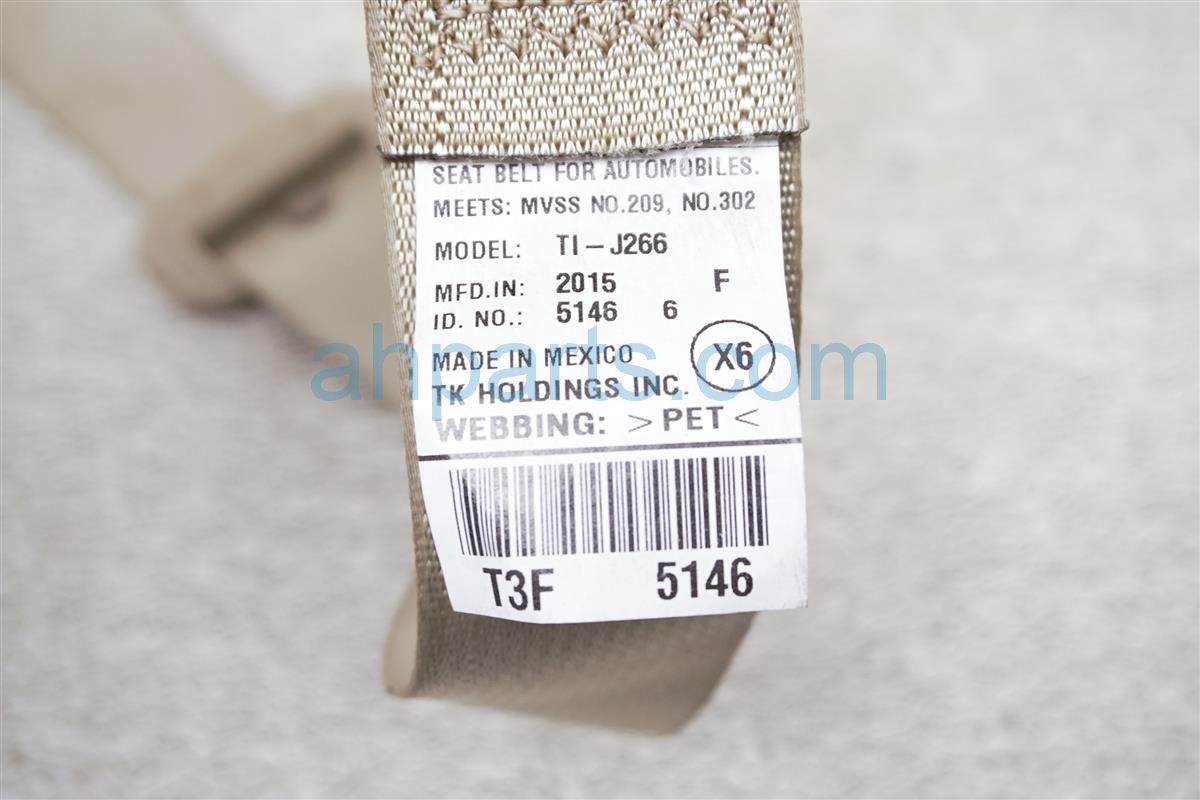 SEAT BELT FOR AUTOMOBILES.
MEETS: MVSS NO.209, NO.302
MODEL: TI-J266
MFD.IN: 2015 F
ID. NO.: 5146 6
MADE IN MEXICO X6
TK HOLDINGS INC.
WEBBING: >PET<
T3F 5146
ahparts.com